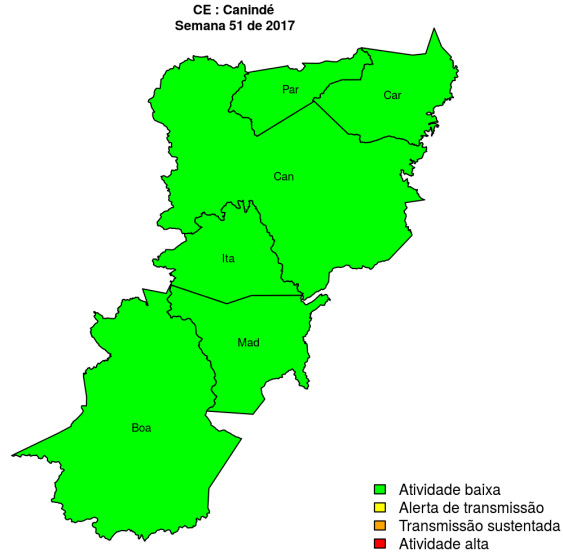 CE : Canindé
Semana 51 de 2017
Par
Car
Can
Ita
Mad
Boa
Atividade baixa
Alerta de transmissão
Transmissão sustentada
Atividade alta